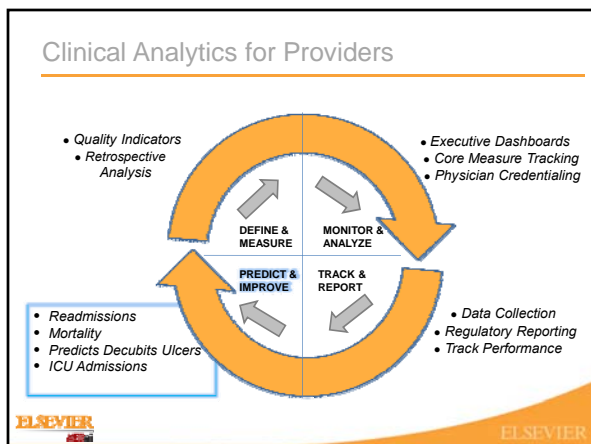 Clinical Analytics for Providers
• Quality Indicators
• Retrospective
Analysis
• Executive Dashboards
• Core Measure Tracking
• Physician Credentialing
DEFINE &
MEASURE
MONITOR &
ANALYZE
PREDICT &
IMPROVE
TRACK &
REPORT
• Readmissions
• Mortality
• Predicts Decubits Ulcers
• ICU Admissions
• Data Collection
• Regulatory Reporting
• Track Performance
ELSEVIER
ELSEVIER